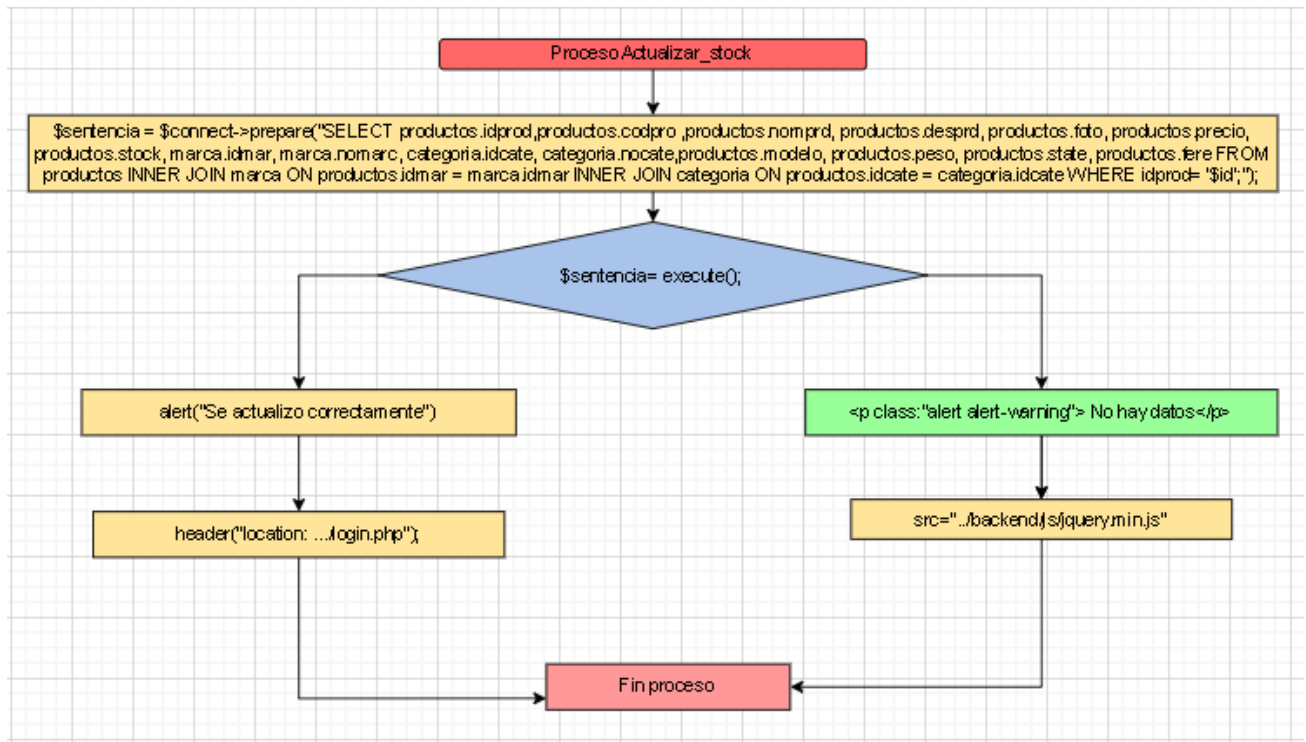 Proceso Actualizar_stock
$sentencia = $connect->prepare("SELECT productos.idprod,productos.codpro ,productos.nomprd, productos.desprd, productos.foto, productos.precio,
productos.stock, marca.idmar, marca.nomarc, categoria.idcate, categoria.nocate,productos.modelo, productos.peso, productos.state, productos.fere FROM
productos INNER JOIN marca ON productos.idmar = marca.idmar INNER JOIN categoria ON productos.idcate = categoria.idcate WHERE idprod= '$id';");
$sentencia= execute();
alert("Se actualizo correctamente")
<p class:"alert alert-warning"> No hay datos</p>
header("location: .../login.php");
src="../backend/js/jquery.min.js"
Fin proceso